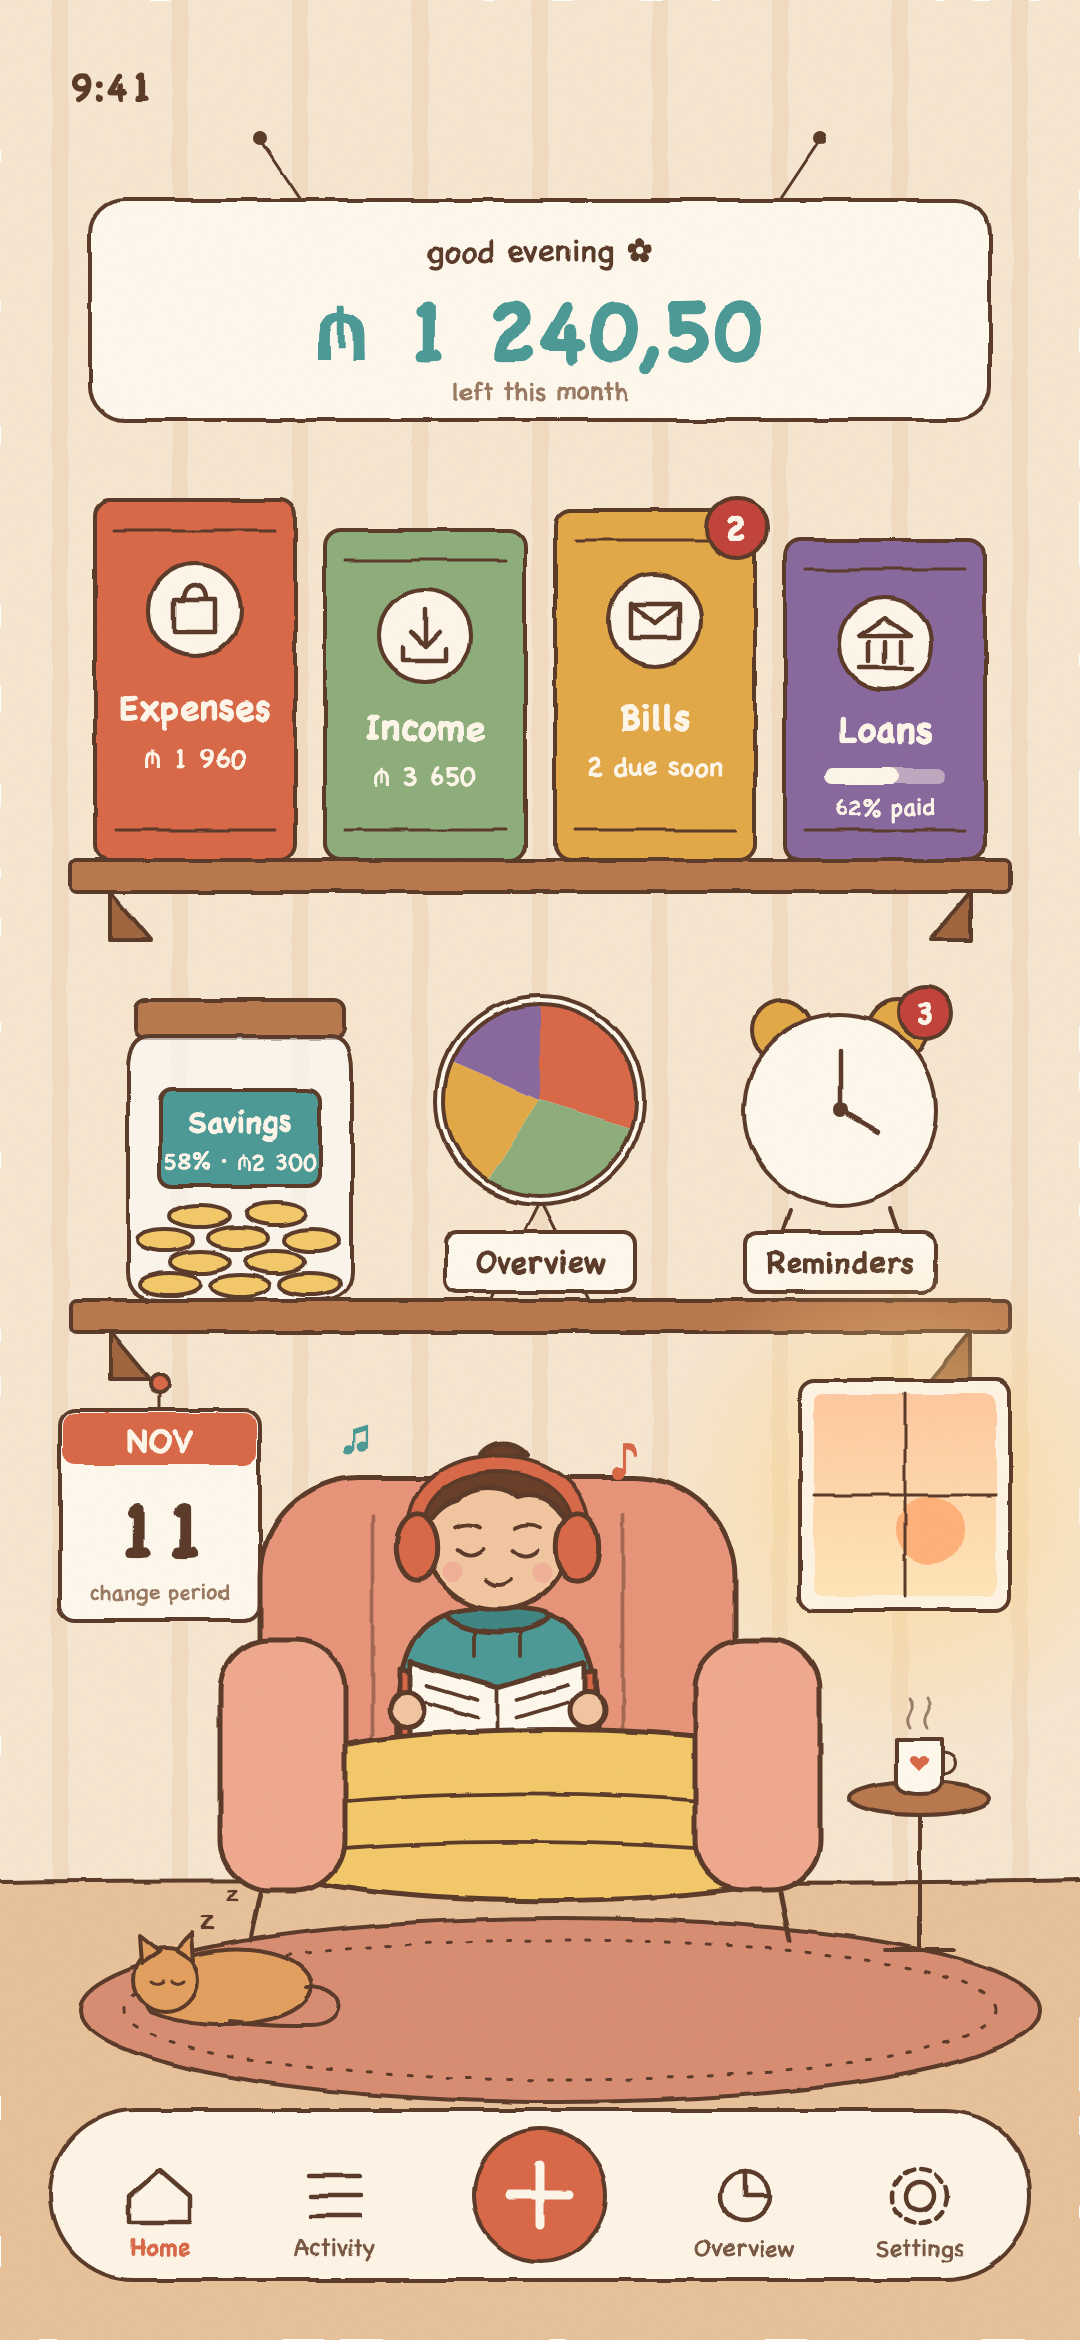 9:41
good evening ✿
₼ 1 240,50
left this month
2
Expenses
₼ 1 960
Income
₼ 3 650
Bills
2 due soon
Loans
62% paid
3
Savings
58% · ₼2 300
Overview
Reminders
NOV
11
change period
z
z
Home
Activity
Overview
Settings